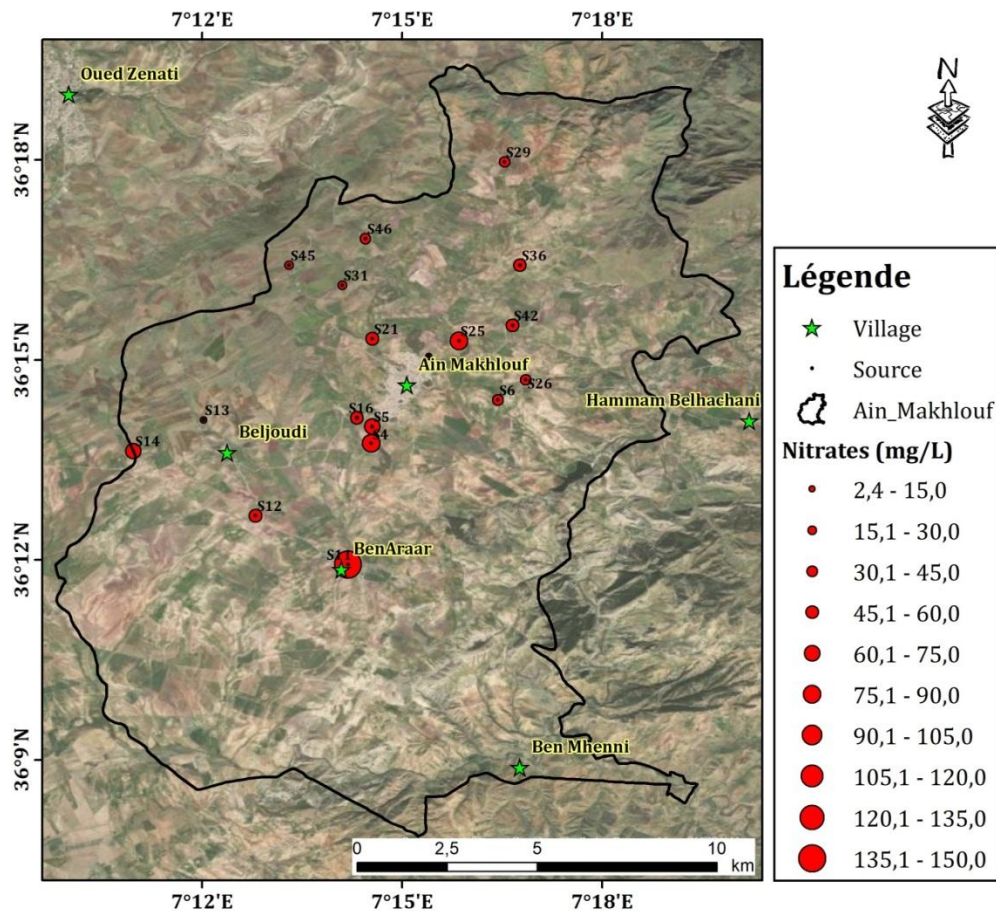 7°12'E 7°15'E 7°18'E
Oued Zenati
N
36°18'N
S29
S46
S45
S36
S31
S42
S21
S25
36°15'N
Ain Makhlouf
S26
S6
Hammam Belhachani
S16
S13
S5
Beljoudi
S4
S14
S12
36°12'N
BenAraar
Ben Mhenni
36°9'N
0 2,5 5 10
km
7°12'E 7°15'E 7°18'E
Légende
Village
Source
Ain_Makhlouf
Nitrates (mg/L)
2,4 - 15,0
15,1 - 30,0
30,1 - 45,0
45,1 - 60,0
60,1 - 75,0
75,1 - 90,0
90,1 - 105,0
105,1 - 120,0
120,1 - 135,0
135,1 - 150,0